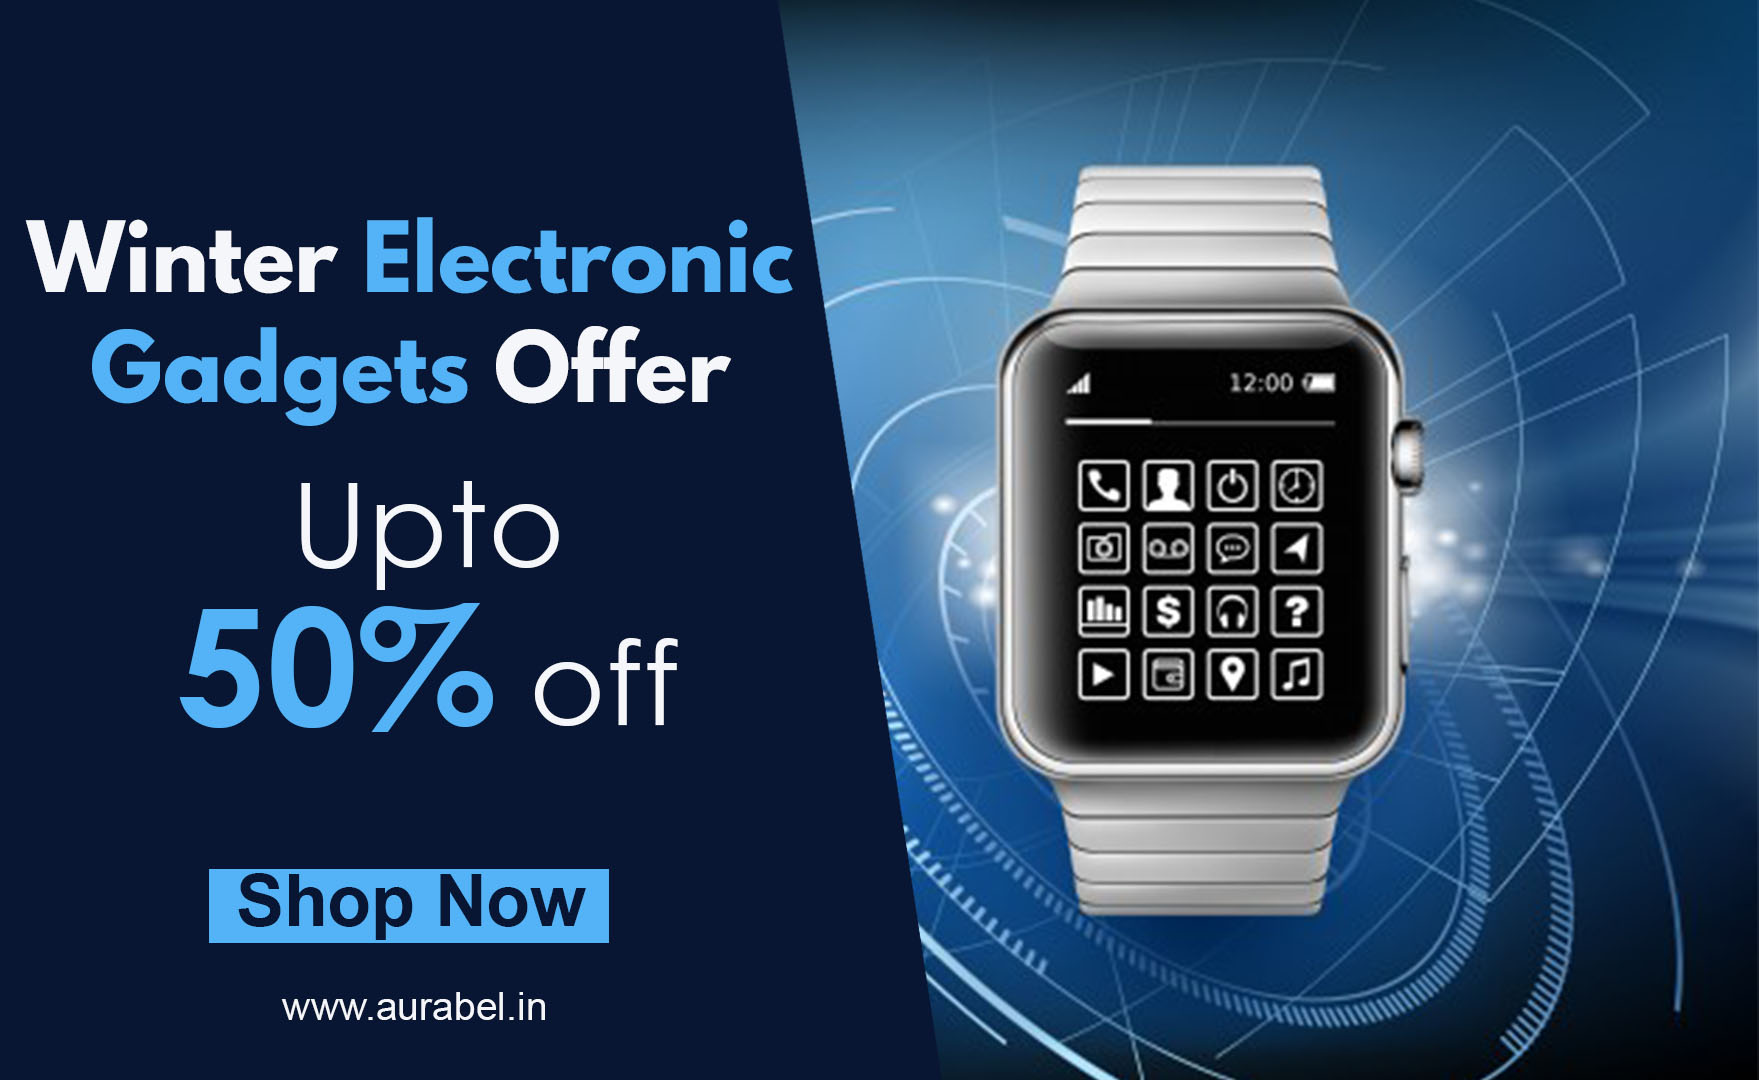 Winter Electronic
Gadgets Offer
Upto
50% off
Shop Now
www.aurabel.in
12:00